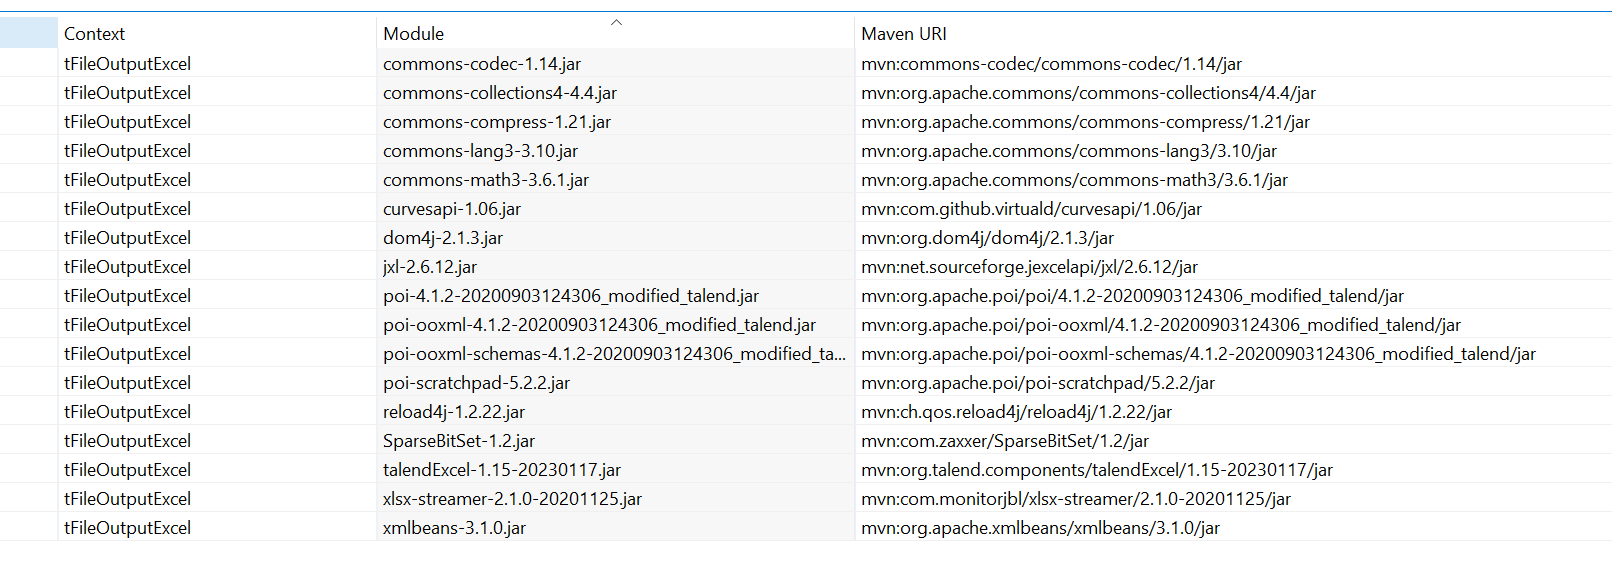 Context Module Maven URI
tFileOutputExcel commons-codec-1.14.jar mvn:commons-codec/commons-codec/1.14/jar
tFileOutputExcel commons-collections4-4.4.jar mvn:org.apache.commons/commons-collections4/4.4/jar
tFileOutputExcel commons-compress-1.21.jar mvn:org.apache.commons/commons-compress/1.21/jar
tFileOutputExcel commons-lang3-3.10.jar mvn:org.apache.commons/commons-lang3/3.10/jar
tFileOutputExcel commons-math3-3.6.1.jar mvn:org.apache.commons/commons-math3/3.6.1/jar
tFileOutputExcel curvesapi-1.06.jar mvn:com.github.virtuald/curvesapi/1.06/jar
tFileOutputExcel dom4j-2.1.3.jar mvn:org.dom4j/dom4j/2.1.3/jar
tFileOutputExcel jxl-2.6.12.jar mvn:net.sourceforge.jexcelapi/jxl/2.6.12/jar
tFileOutputExcel poi-4.1.2-20200903124306_modified_talend.jar mvn:org.apache.poi/poi/4.1.2-20200903124306_modified_talend/jar
tFileOutputExcel poi-ooxml-4.1.2-20200903124306_modified_talend.jar mvn:org.apache.poi/poi-ooxml/4.1.2-20200903124306_modified_talend/jar
tFileOutputExcel poi-ooxml-schemas-4.1.2-20200903124306_modified_ta... mvn:org.apache.poi/poi-ooxml-schemas/4.1.2-20200903124306_modified_talend/jar
tFileOutputExcel poi-scratchpad-5.2.2.jar mvn:org.apache.poi/poi-scratchpad/5.2.2/jar
tFileOutputExcel reload4j-1.2.22.jar mvn:ch.qos.reload4j/reload4j/1.2.22/jar
tFileOutputExcel SparseBitSet-1.2.jar mvn:com.zaxxer/SparseBitSet/1.2/jar
tFileOutputExcel talendExcel-1.15-20230117.jar mvn:org.talend.components/talendExcel/1.15-20230117/jar
tFileOutputExcel xlsx-streamer-2.1.0-20201125.jar mvn:com.monitorjbl/xlsx-streamer/2.1.0-20201125/jar
tFileOutputExcel xmlbeans-3.1.0.jar mvn:org.apache.xmlbeans/xmlbeans/3.1.0/jar